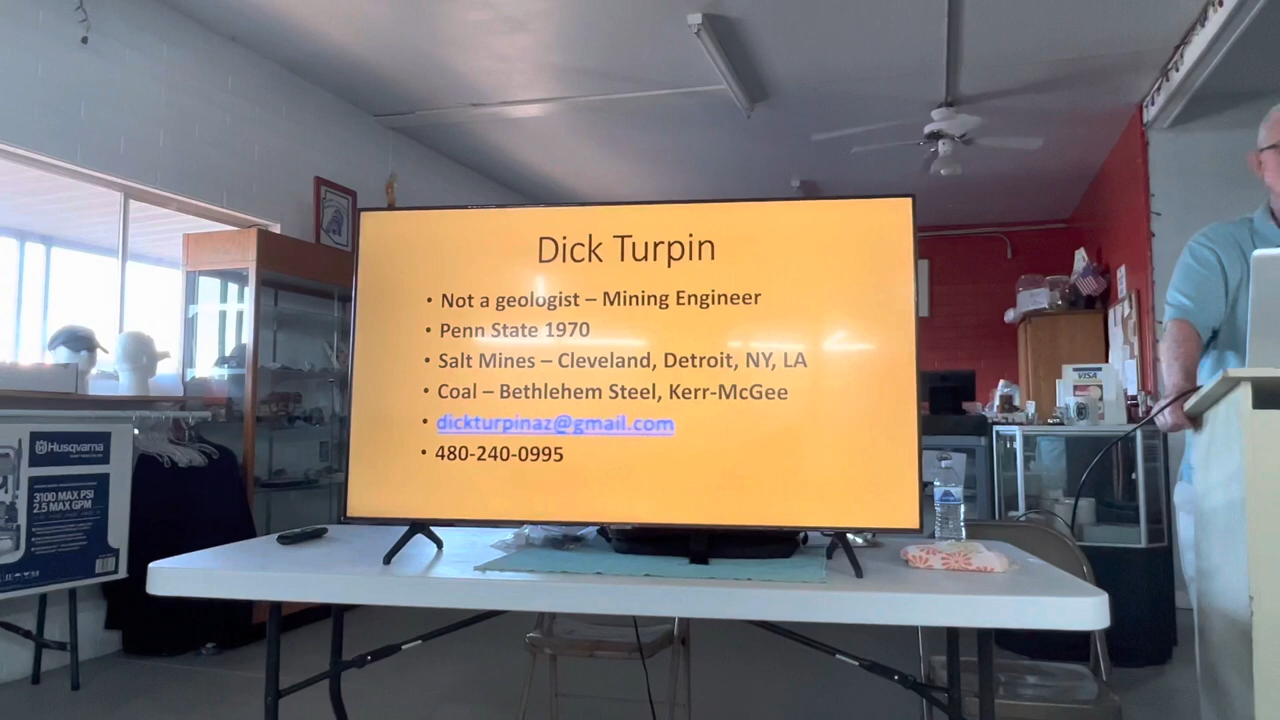 Dick Turpin
• Not a geologist – Mining Engineer
• Penn State 1970
• Salt Mines – Cleveland, Detroit, NY, LA
• Coal – Bethlehem Steel, Kerr-McGee
• dickturpinaz@gmail.com
• 480-240-0995
Husqvarna
3100 MAX PSI
2.5 MAX GPM
VISA